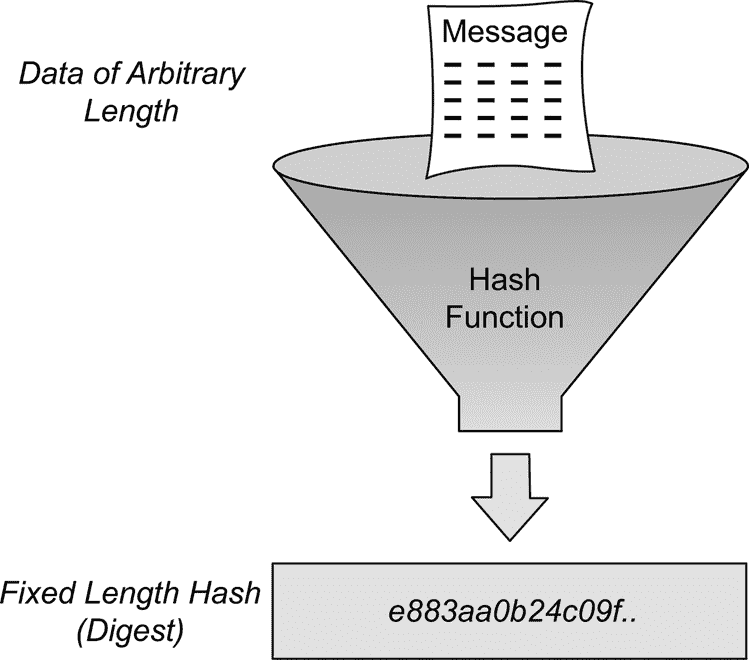 Message
Data of Arbitrary
Length
Hash
Function
Fixed Length Hash
(Digest)
e883aa0b24c09f..